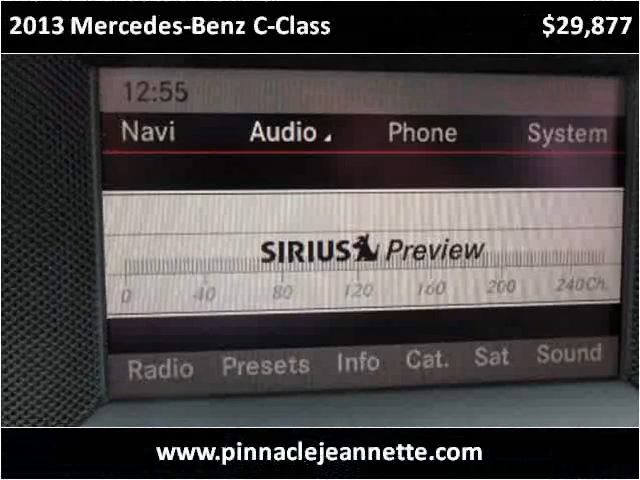 2013 Mercedes-Benz C-Class $29,877
12:55
Navi Audio Phone System
SIRIUS Preview
0 40 80 120 160 200 240Ch.
Radio Presets Info Cat. Sat Sound
www.pinnaclejeannette.com